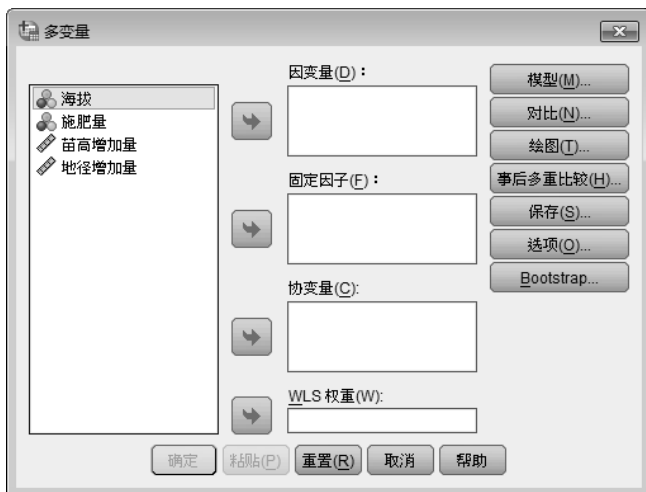 多变量
海拔
施肥量
苗高增加量
地径增加量
因变量(D)：
固定因子(F)：
协变量(C):
WLS 权重(W):
模型(M)...
对比(N)...
绘图(T)...
事后多重比较(H)...
保存(S)...
选项(O)...
Bootstrap...
确定
粘贴(P)
重置(R)
取消
帮助